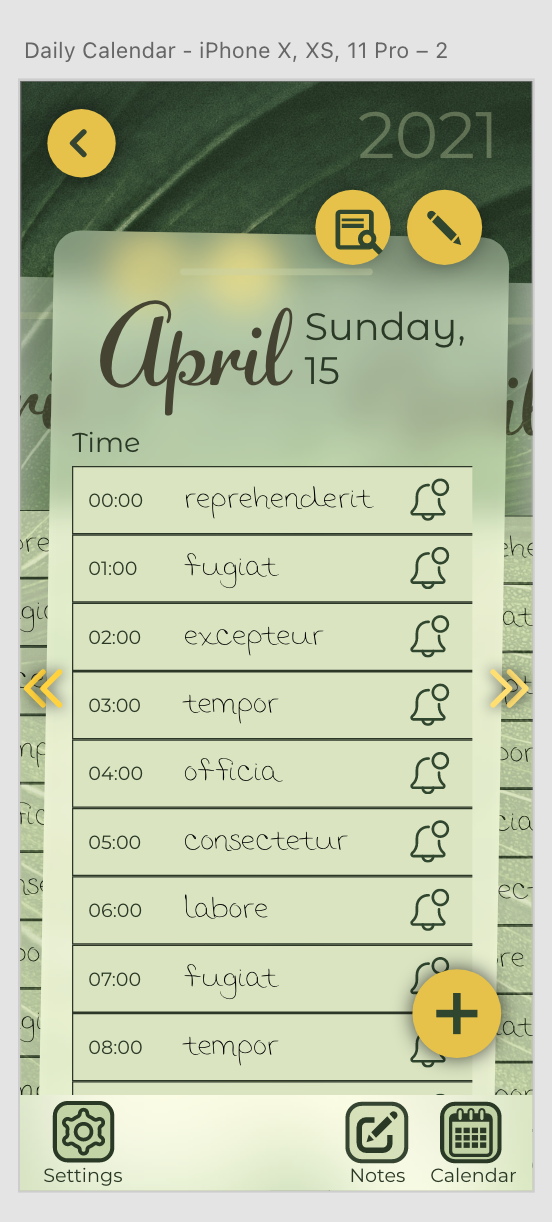 Daily Calendar - iPhone X, XS, 11 Pro – 2
2021
April Sunday,
15
Time
00:00 reprehenderit
01:00 fugiat
02:00 excepteur
03:00 tempor
04:00 officia
05:00 consectetur
06:00 labore
07:00 fugiat
08:00 tempor
Settings Notes Calendar